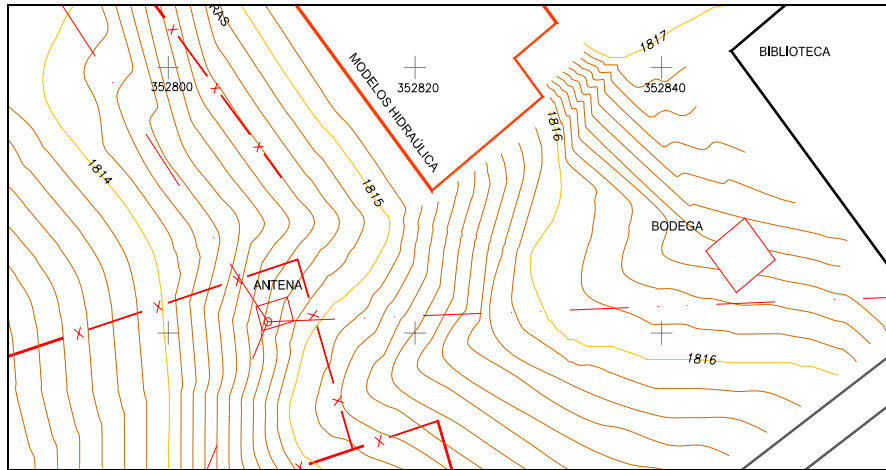 RAS
1817
BIBLIOTECA
352800
352820
352840
MODELOS HIDRAÚLICA
1816
1814
1815
BODEGA
ANTENA
1816